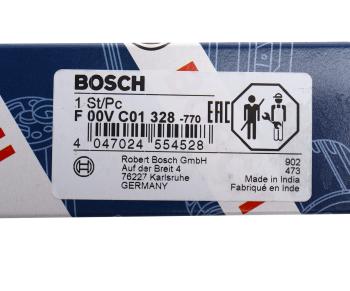 BOSCH
1 St/Pc
F 00V C01 328 -770
EAC
4 047024 554528
Robert Bosch GmbH
Auf der Breit 4
76227 Karlsruhe
GERMANY
902
473
Made in India
Fabriqué en Inde